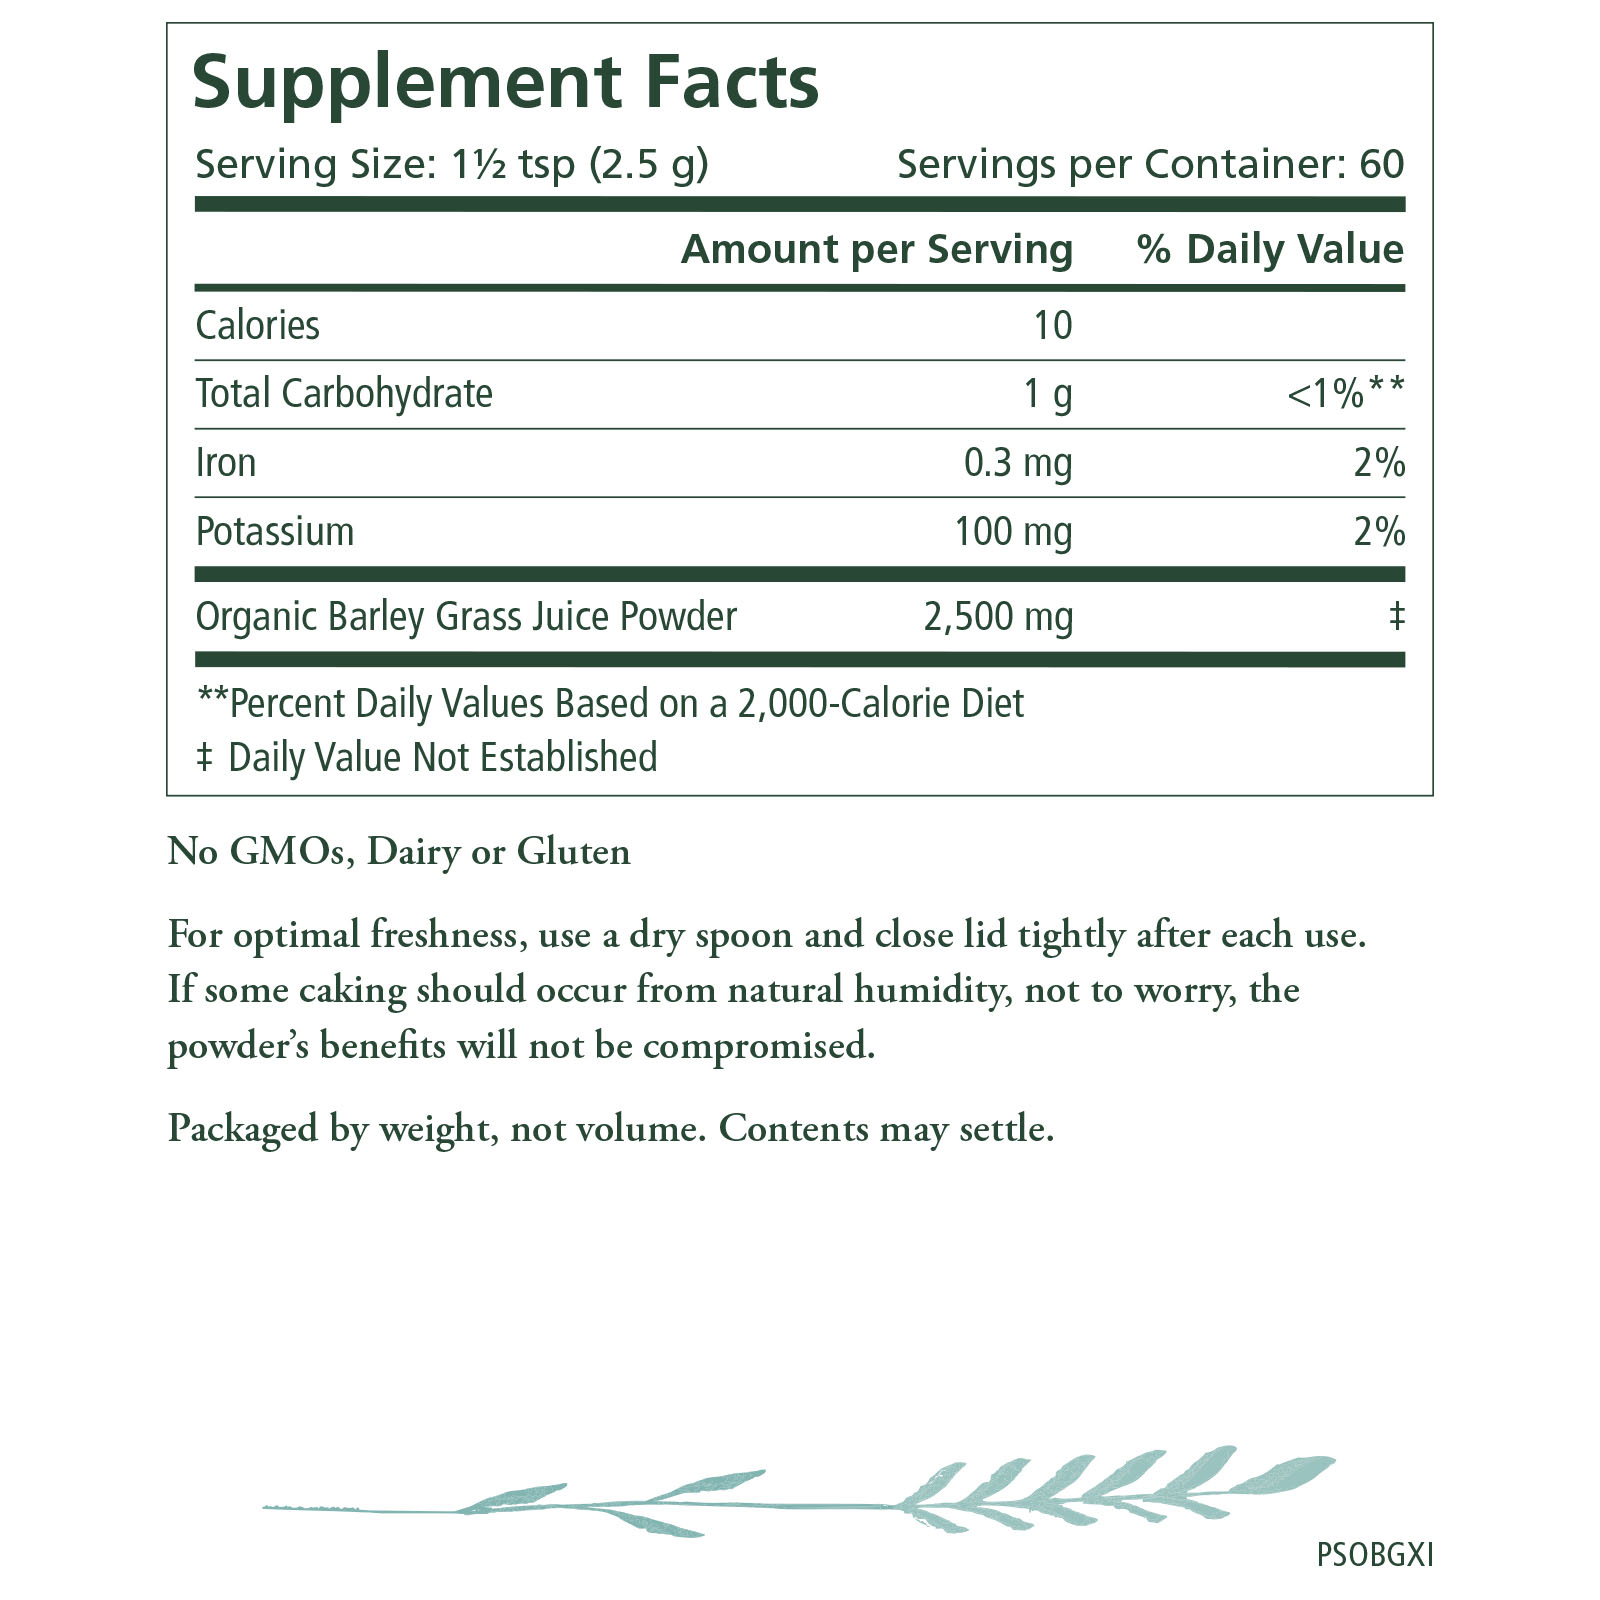 Supplement Facts
Serving Size: 1½ tsp (2.5 g) Servings per Container: 60
Amount per Serving % Daily Value
Calories 10
Total Carbohydrate 1 g <1%**
Iron 0.3 mg 2%
Potassium 100 mg 2%
Organic Barley Grass Juice Powder 2,500 mg ‡
**Percent Daily Values Based on a 2,000-Calorie Diet
‡ Daily Value Not Established
No GMOs, Dairy or Gluten
For optimal freshness, use a dry spoon and close lid tightly after each use.
If some caking should occur from natural humidity, not to worry, the
powder’s benefits will not be compromised.
Packaged by weight, not volume. Contents may settle.
PSOBGXI